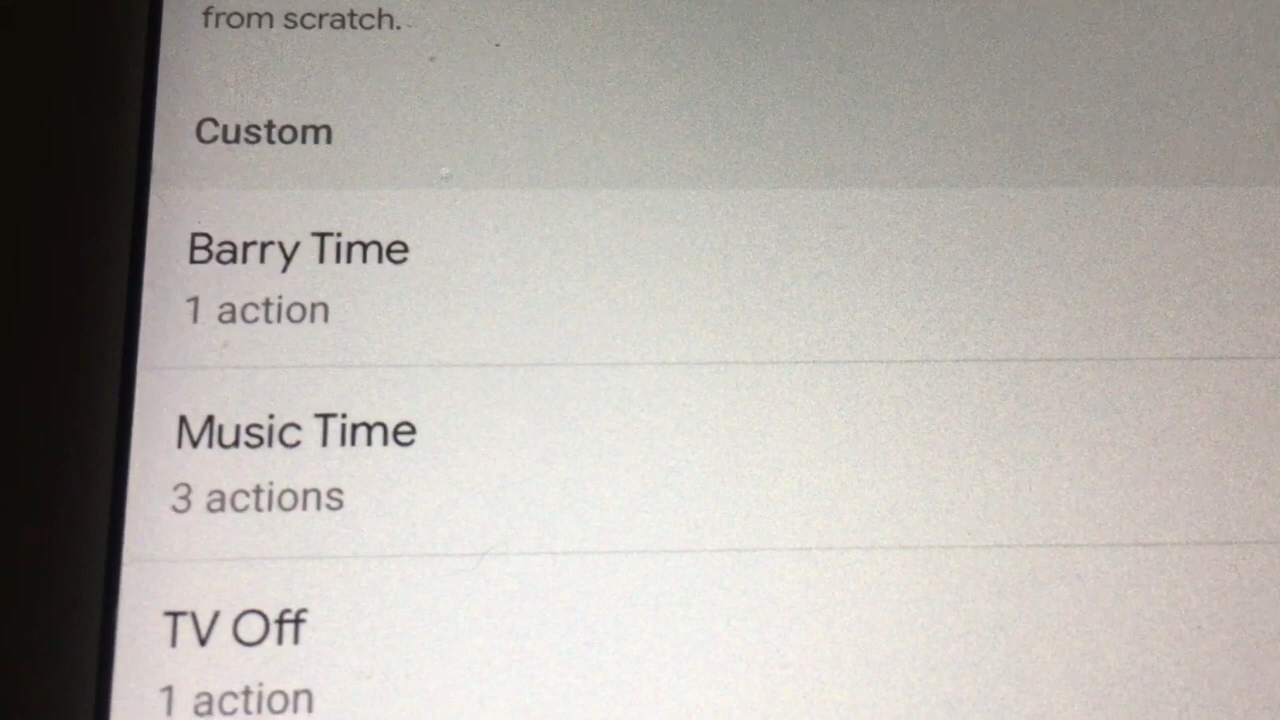 from scratch.
Custom
Barry Time
1 action
Music Time
3 actions
TV Off
1 action